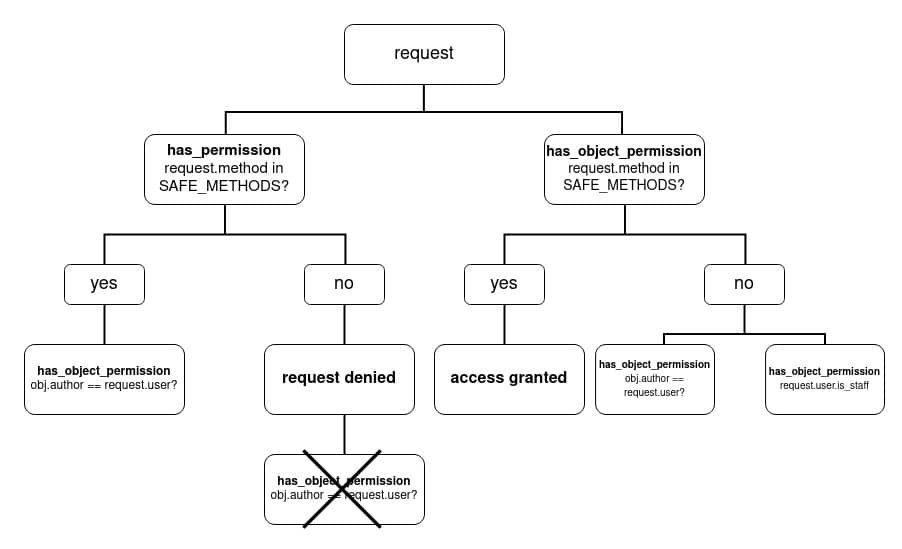 request
has_permission
request.method in
SAFE_METHODS?
has_object_permission
request.method in
SAFE_METHODS?
yes
no
yes
no
has_object_permission
obj.author == request.user?
request denied
access granted
has_object_permission
obj.author ==
request.user?
has_object_permission
request.user.is_staff
has_object_permission
obj.author == request.user?